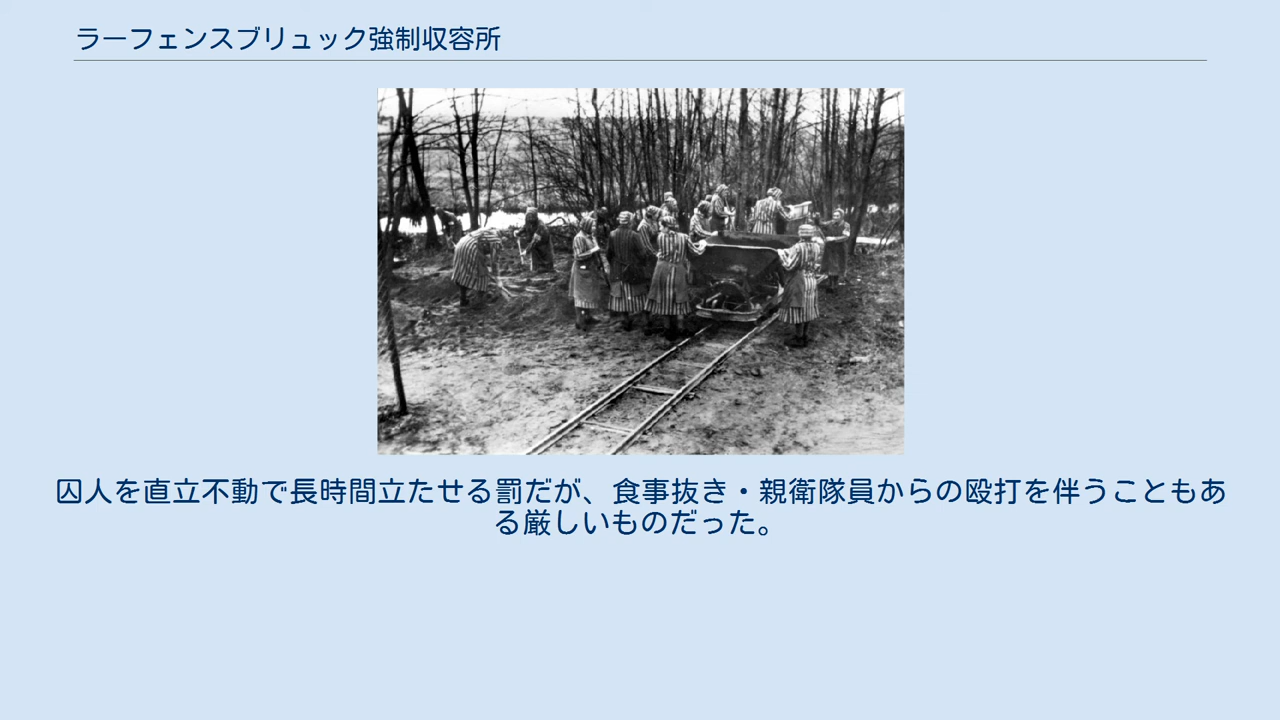 ラーフェンスブリュック強制収容所
囚人を直立不動で長時間立たせる罰だが、食事抜き・親衛隊員からの殴打を伴うこともあ
る厳しいものだった。